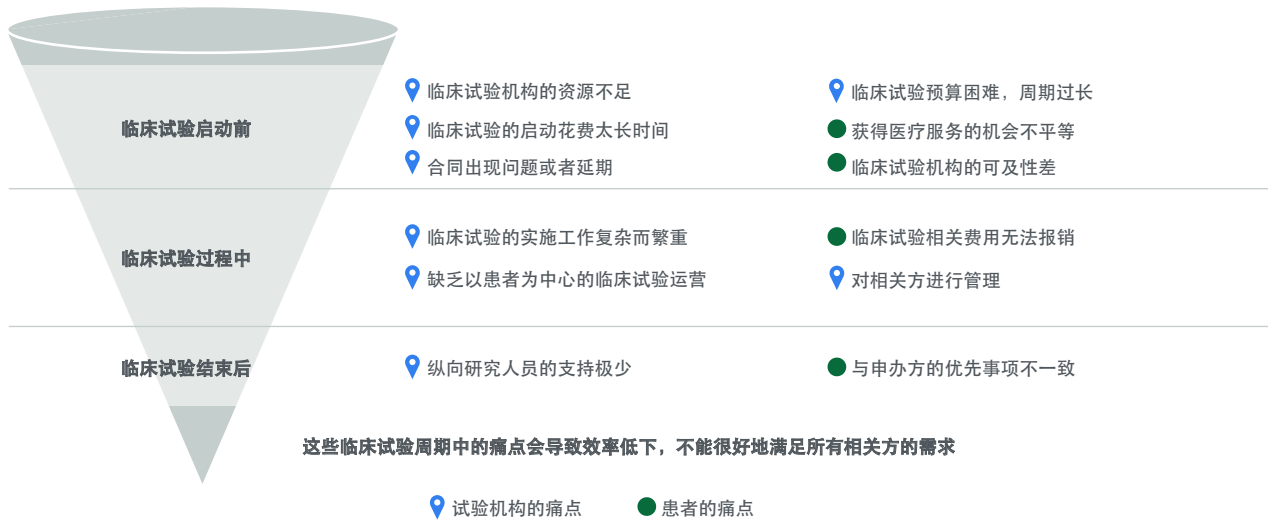 临床试验启动前
临床试验机构的资源不足
临床试验的启动花费太长时间
合同出现问题或者延期
临床试验预算困难，周期过长
获得医疗服务的机会不平等
临床试验机构的可及性差
临床试验过程中
临床试验的实施工作复杂而繁重
缺乏以患者为中心的临床试验运营
临床试验相关费用无法报销
对相关方进行管理
临床试验结束后
纵向研究人员的支持极少
与申办方的优先事项不一致
这些临床试验周期中的痛点会导致效率低下，不能很好地满足所有相关方的需求
试验机构的痛点
患者的痛点